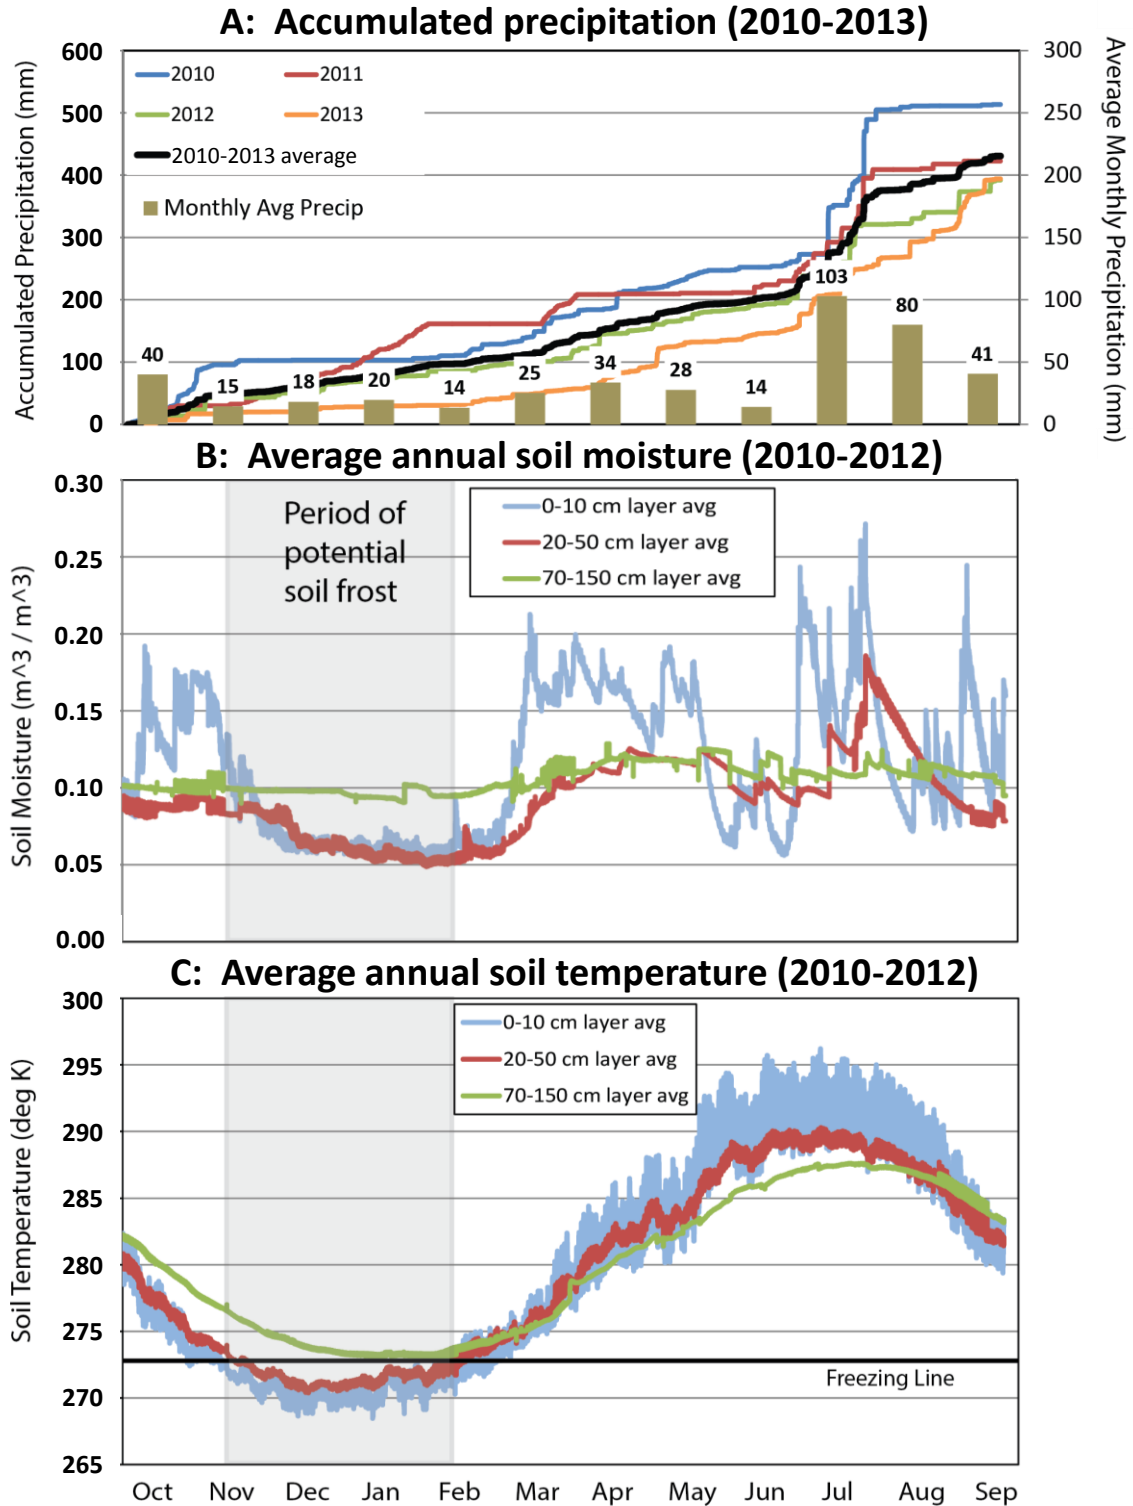 A:  Accumulated precipitation (2010-2013)
Accumulated Precipitation (mm)
600
500
400
300
200
100
0
2010
2011
2012
2013
2010-2013 average
Monthly Avg Precip
40
15
18
20
14
25
34
28
14
103
80
41
300
250
200
150
100
50
0
Average Monthly Precipitation (mm)
B:  Average annual soil moisture (2010-2012)
Soil Moisture (m^3 / m^3)
0.30
0.25
0.20
0.15
0.10
0.05
0.00
Period of
potential
soil frost
0-10 cm layer avg
20-50 cm layer avg
70-150 cm layer avg
C:  Average annual soil temperature (2010-2012)
Soil Temperature (deg K)
300
295
290
285
280
275
270
265
0-10 cm layer avg
20-50 cm layer avg
70-150 cm layer avg
Freezing Line
Oct Nov Dec Jan Feb Mar Apr May Jun Jul Aug Sep